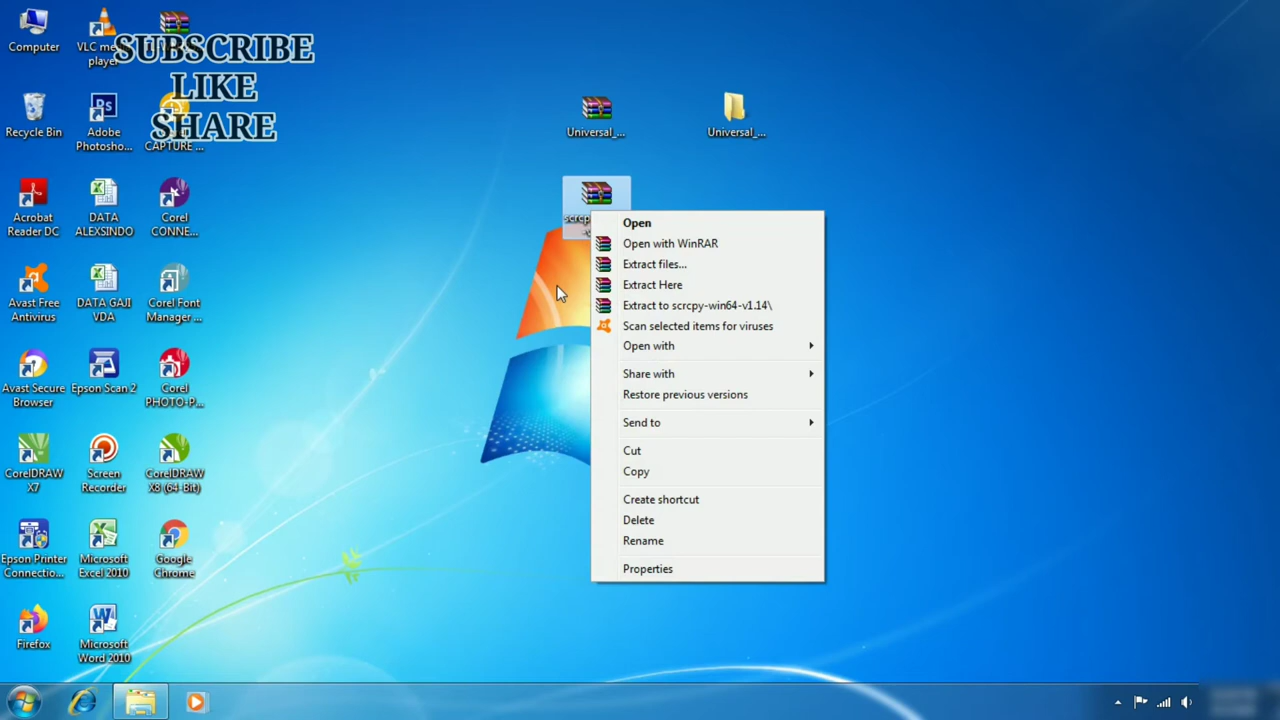 Computer
VLC media
player
SUBSCRIBE
LIKE
SHARE
Recycle Bin
Adobe
Photosho...
CAPTURE ...
Acrobat
Reader DC
DATA
ALEXSINDO
Corel
CONNE...
Avast Free
Antivirus
DATA GAJI
VDA
Corel Font
Manager ...
Avast Secure
Browser
Epson Scan 2
Corel
PHOTO-P...
CorelDRAW
X7
Screen
Recorder
CorelDRAW
X8 (64-Bit)
Epson Printer
Connectio...
Microsoft
Excel 2010
Google
Chrome
Firefox
Microsoft
Word 2010
Universal_...
Universal_...
Open
Open with WinRAR
Extract files...
Extract Here
Extract to scrcpy-win64-v1.14\
Scan selected items for viruses
Open with
Share with
Restore previous versions
Send to
Cut
Copy
Create shortcut
Delete
Rename
Properties